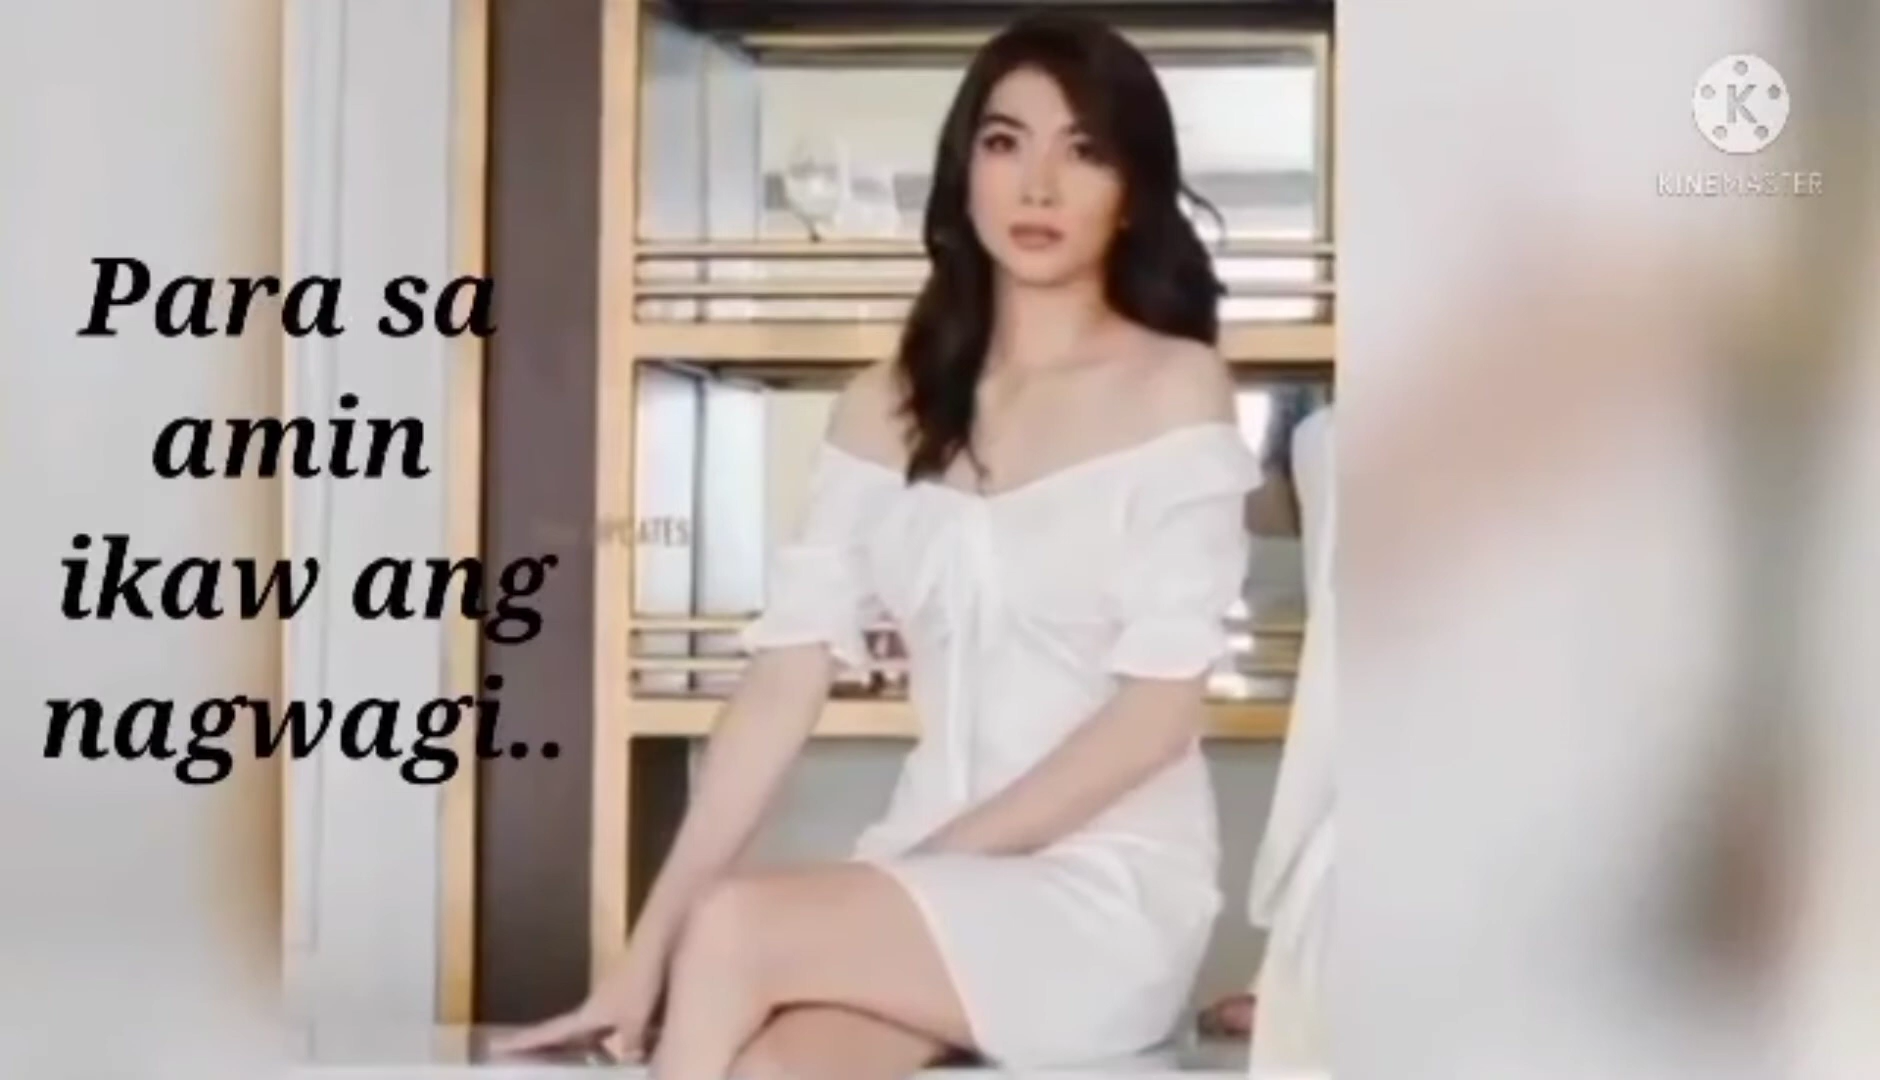 Para sa
amin
ikaw ang
nagwagi..
K
KINEMASTER